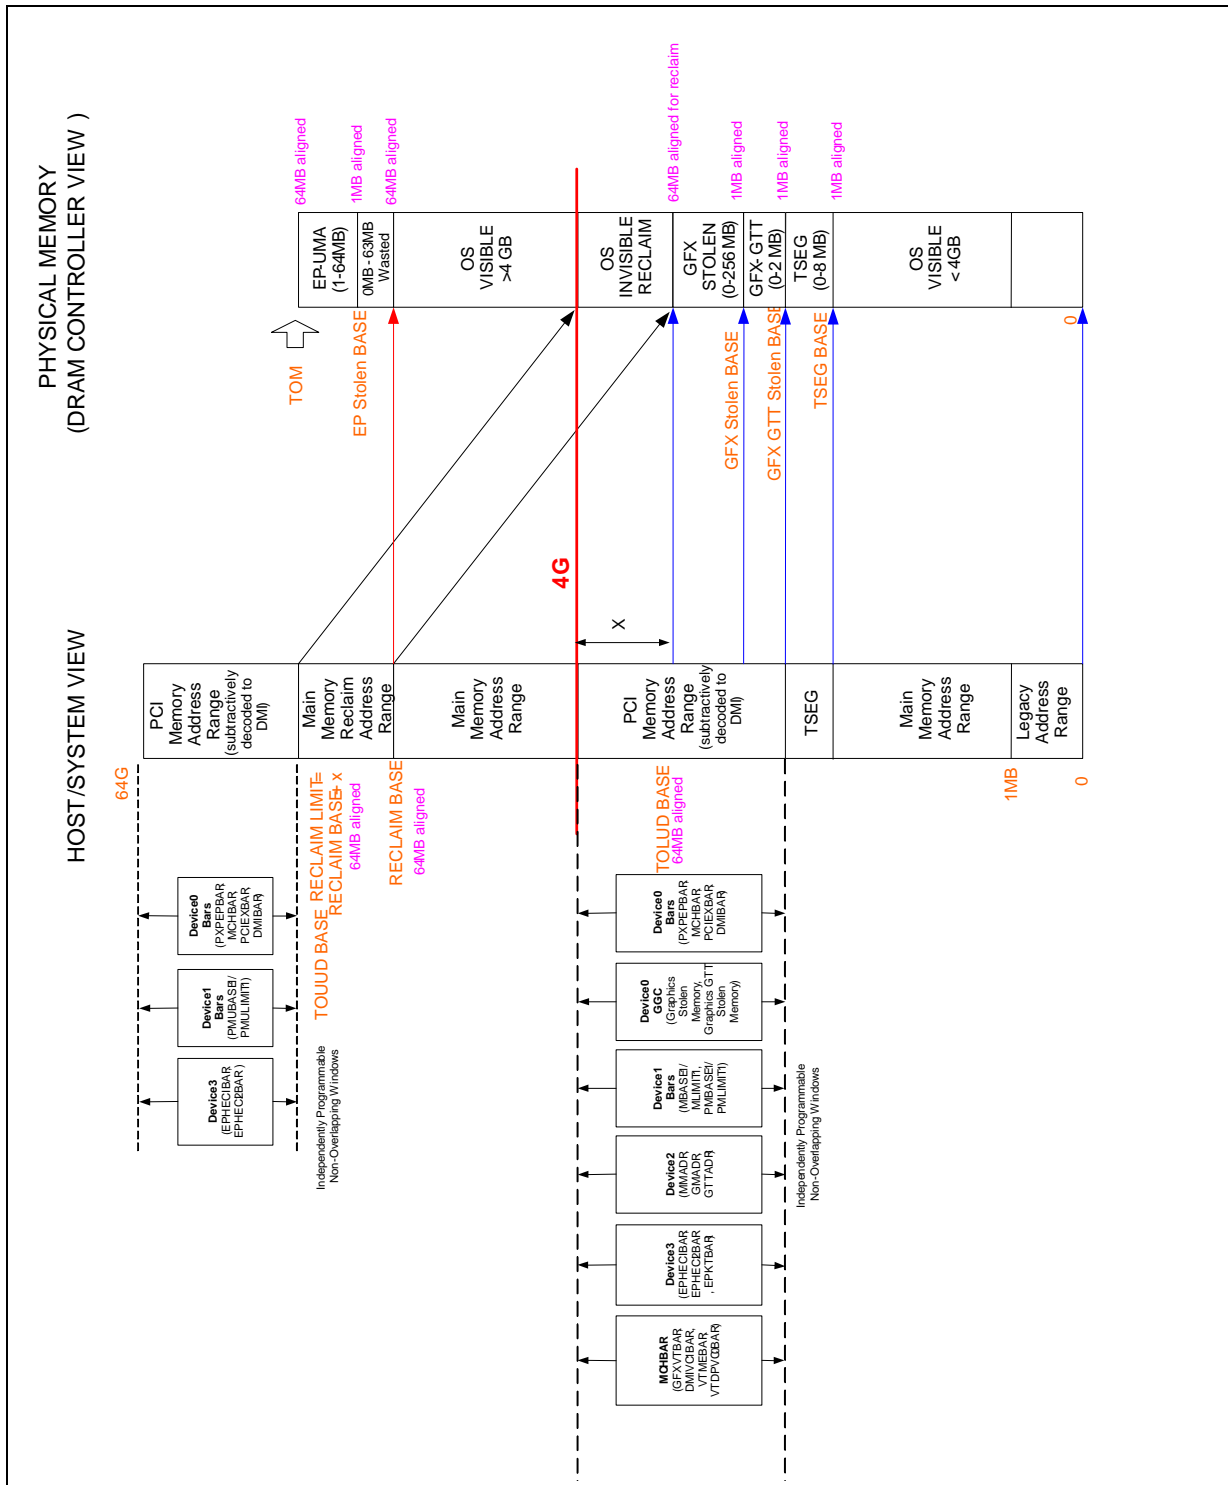 PHYSICAL MEMORY
(DRAM CONTROLLER VIEW )
64MB aligned
1MB aligned
64MB aligned
64MB aligned for reclaim
1MB aligned
1MB aligned
1MB aligned
EP-UMA
(1-64MB)
0MB - 63MB
Wasted
OS
VISIBLE
>4 GB
OS
INVISIBLE
RECLAIM
GFX
STOLEN
(0-256 MB)
GFX- GTT
(0-2 MB)
TSEG
(0-8 MB)
OS
VISIBLE
< 4GB
TOM
EP Stolen BASE
GFX Stolen BASE
GFX GTT Stolen BASE
TSEG BASE
0
4G
X
HOST/SYSTEM VIEW
PCI
Memory
Address
Range
(subtractively
decoded to
DMI)
Main
Memory
Reclaim
Address
Range
Main
Memory
Address
Range
PCI
Memory
Address
Range
(subtractively
decoded to
DMI)
TSEG
Main
Memory
Address
Range
Legacy
Address
Range
64G
TOUUD BASE
RECLAIM LIMIT=
RECLAIM BASE+ x
64MB aligned
RECLAIM BASE
64MB aligned
TOLUD BASE
64MB aligned
1MB
0
Device0
Bars
(PXPEPBAR,
MCHBAR,
PCIEXBAR,
DMIBAR)
Device1
Bars
(PMUBASE1/
PMULIMIT1)
Device3
(EPHECIBAR,
EPHECI2BAR )
Independently Programmable
Non-Overlapping Windows
Device0
Bars
(PXPEPBAR,
MCHBAR,
PCIEXBAR,
DMIBAR)
Device0
GGC
(Graphics
Stolen
Memory,
Graphics GTT
Stolen
Memory)
Device1
Bars
(MBASE1/
MLIMIT1,
PMBASE1/
PMLIMIT1)
Device2
(MMADR,
GMADR,
GTTADR)
Device3
(EPHECIBAR,
EPHECI2BAR
, EPKTBAR)
MCHBAR
(GFXVTBAR,
DMIVC1BAR,
VTMEBAR,
VTDPVC0BAR)
Independently Programmable
Non-Overlapping Windows